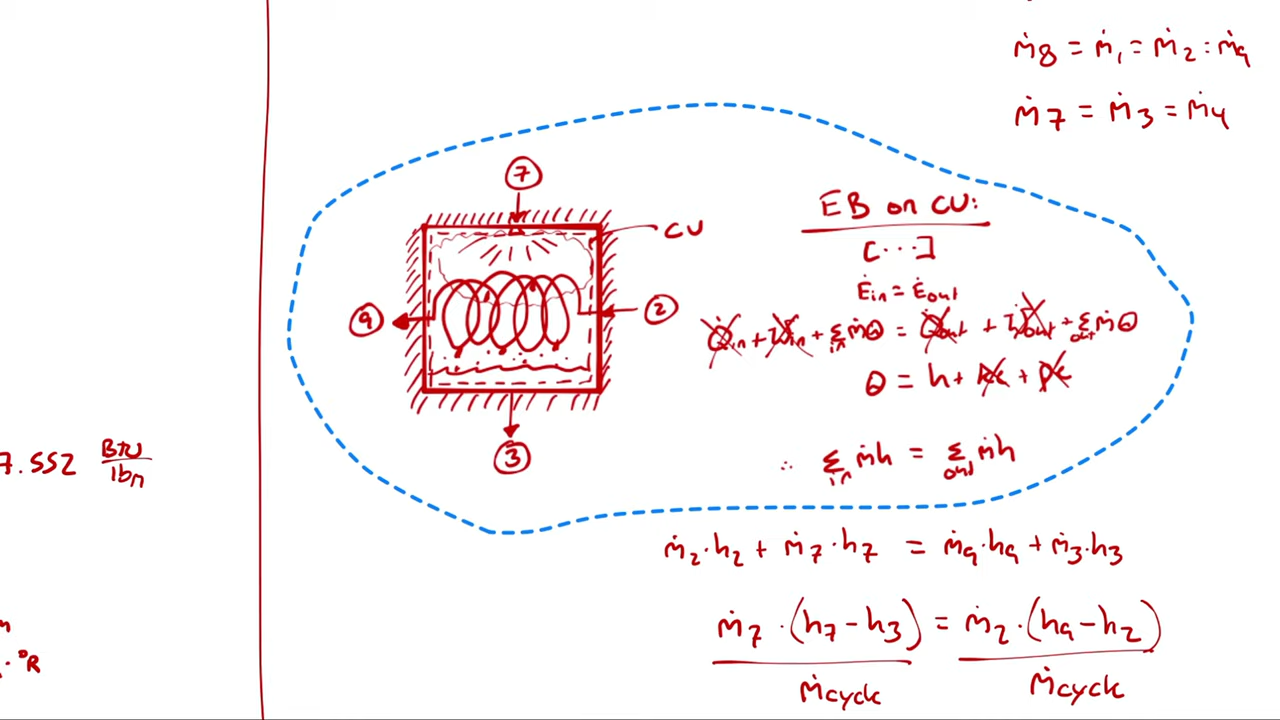 ṁ8 = ṁ1 = ṁ2 = ṁ9
ṁ7 = ṁ3 = ṁ4
7
CV
9
2
3
EB on CV:
[...]
Ėin = Ėout
Q̇in + Ẇin + Σin ṁθ = Q̇out + Ẇout + Σout ṁθ
θ = h + ke + pe
∴ Σin ṁh = Σout ṁh
7.552 BTU/lbm
°R
ṁ2·h2 + ṁ7·h7 = ṁ9·h9 + ṁ3·h3
ṁ7·(h7 - h3) = ṁ2·(h9 - h2)
ṁcycle ṁcycle